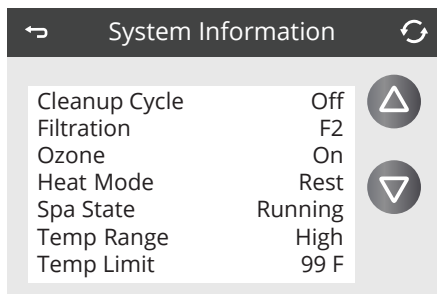 System Information
Cleanup Cycle Off
Filtration F2
Ozone On
Heat Mode Rest
Spa State Running
Temp Range High
Temp Limit 99 F